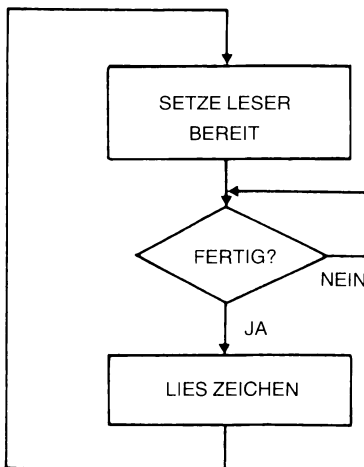 SETZE LESER
BEREIT
FERTIG?
NEIN
JA
LIES ZEICHEN